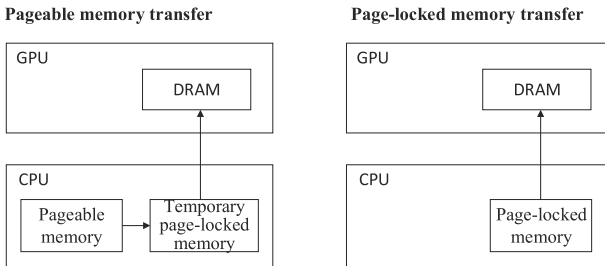 Pageable memory transfer
GPU
DRAM
CPU
Pageable
memory
Temporary
page-locked
memory
Page-locked memory transfer
GPU
DRAM
CPU
Page-locked
memory